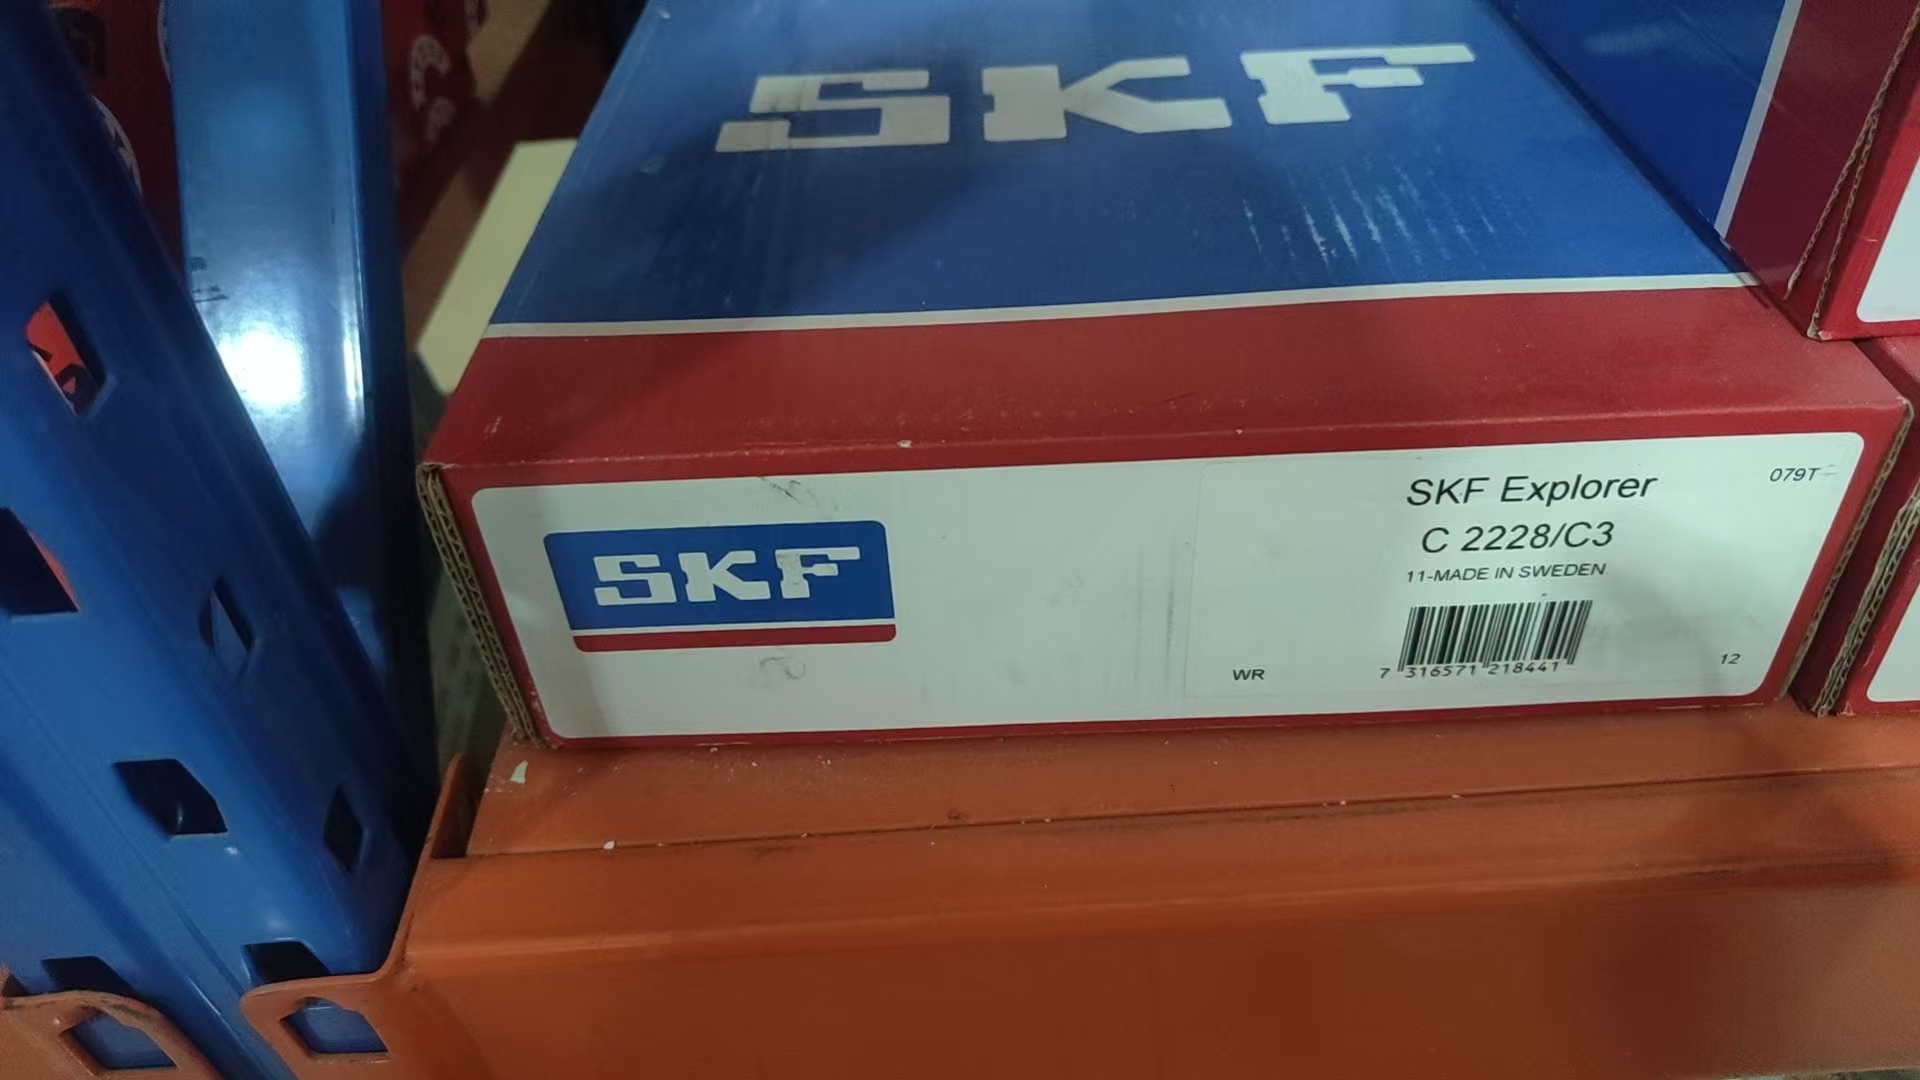 SKF
SKF
SKF Explorer
079T
C 2228/C3
11-MADE IN SWEDEN
WR
7 316571 218441
12